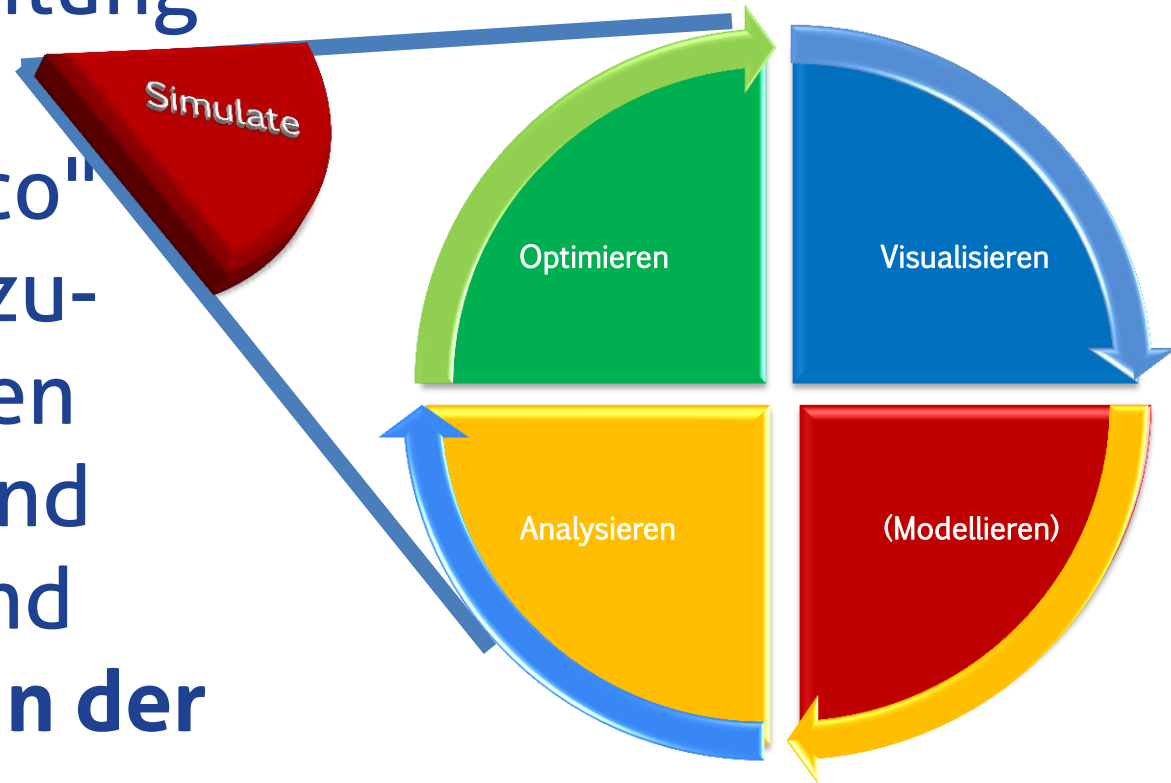 Simulate
co"
zu-
en
nd
nd
n der
Optimieren
Visualisieren
Analysieren
(Modellieren)